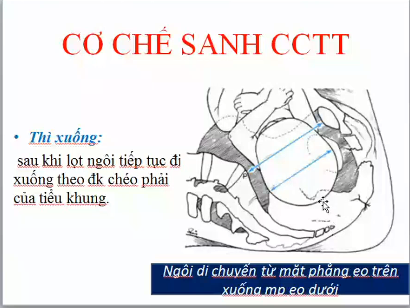 CƠ CHẾ SANH CCTT
• Thì xuống:
sau khi lọt ngôi tiếp tục đi
xuống theo đk chéo phải
của tiểu khung.
Ngôi di chuyển từ mặt phẳng eo trên
xuống mp eo dưới